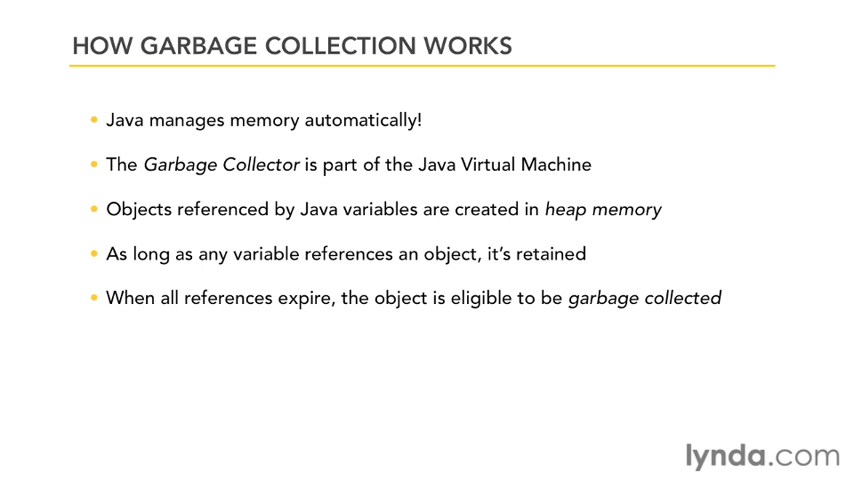 HOW GARBAGE COLLECTION WORKS
• Java manages memory automatically!
• The Garbage Collector is part of the Java Virtual Machine
• Objects referenced by Java variables are created in heap memory
• As long as any variable references an object, it's retained
• When all references expire, the object is eligible to be garbage collected
lynda.com